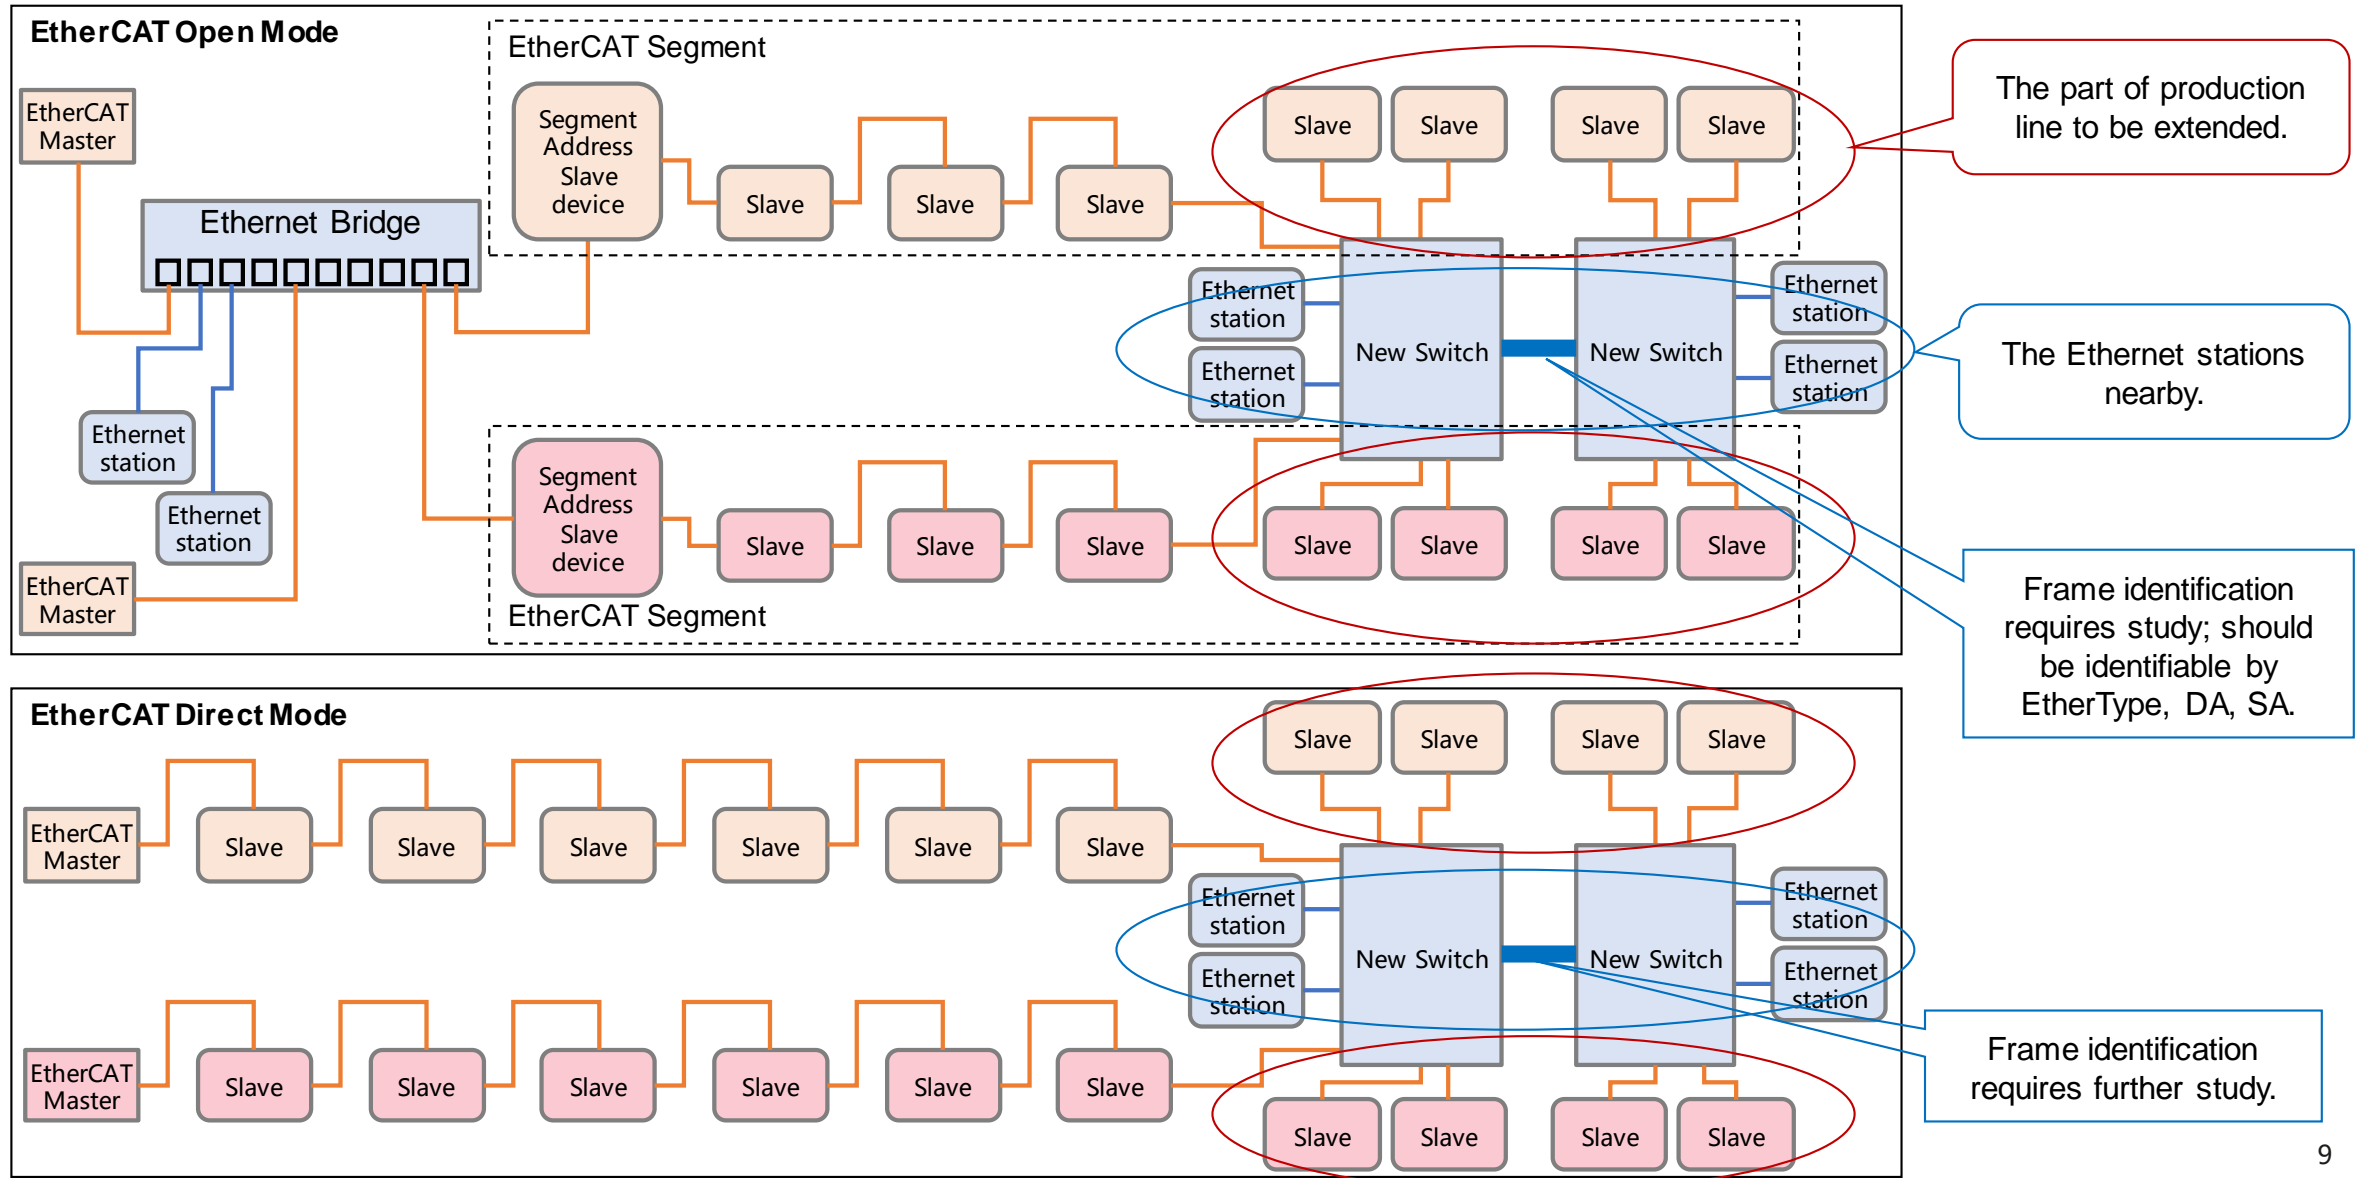 EtherCAT Open Mode
EtherCAT Segment
EtherCAT
Master
Segment
Address
Slave
device
Slave
Slave
Slave
Slave
Slave
Slave
Slave
The part of production
line to be extended.
Ethernet Bridge
Ethernet
station
Ethernet
station
New Switch
New Switch
Ethernet
station
Ethernet
station
The Ethernet stations
nearby.
Ethernet
station
Ethernet
station
EtherCAT
Master
Segment
Address
Slave
device
Slave
Slave
Slave
Slave
Slave
Slave
Slave
EtherCAT Segment
Frame identification
requires study; should
be identifiable by
EtherType, DA, SA.
EtherCAT Direct Mode
Slave
Slave
Slave
Slave
EtherCAT
Master
Slave
Slave
Slave
Slave
Slave
Slave
Ethernet
station
Ethernet
station
New Switch
New Switch
Ethernet
station
Ethernet
station
EtherCAT
Master
Slave
Slave
Slave
Slave
Slave
Slave
Slave
Slave
Slave
Slave
Frame identification
requires further study.
9